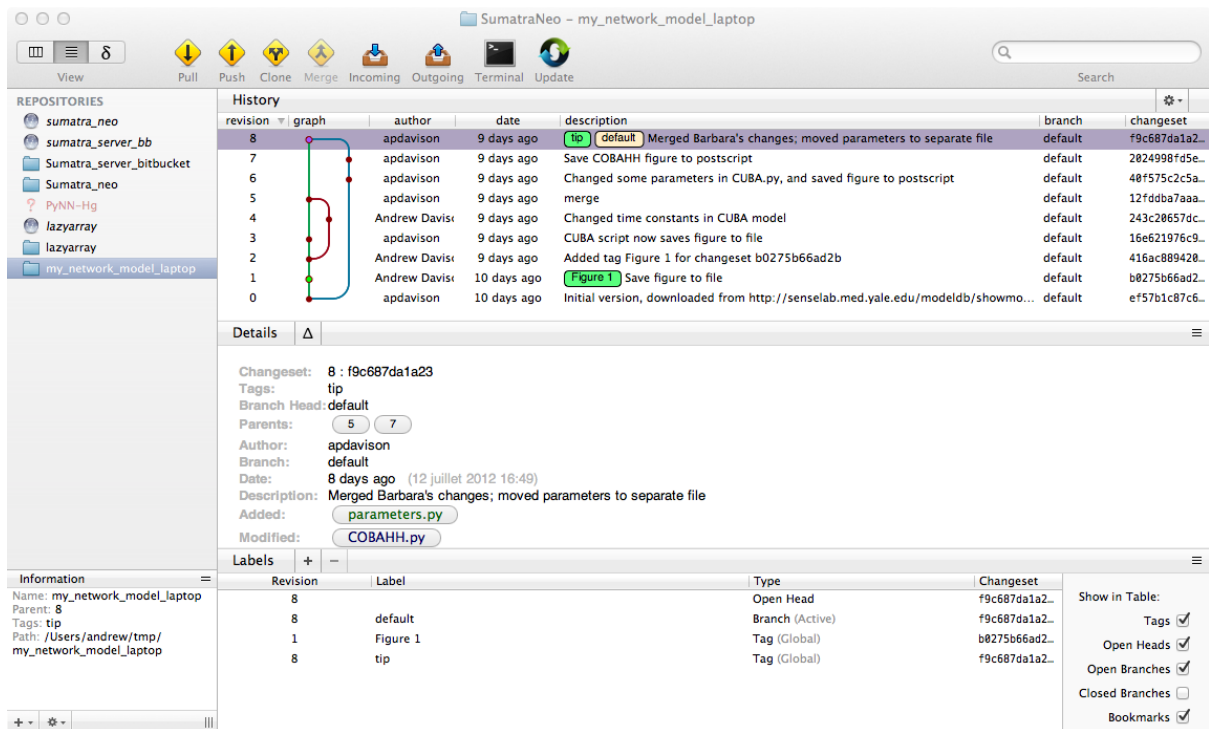 SumatraNeo – my_network_model_laptop
δ
View Pull Push Clone Merge Incoming Outgoing Terminal Update Search
REPOSITORIES
sumatra_neo
sumatra_server_bb
Sumatra_server_bitbucket
Sumatra_neo
? PyNN-Hg
lazyarray
lazyarray
my_network_model_laptop
History
revision graph author date description branch changeset
8 apdavison 9 days ago tip default Merged Barbara's changes; moved parameters to separate file default f9c687da1a2…
7 apdavison 9 days ago Save COBAHH figure to postscript default 2024998fd5e…
6 apdavison 9 days ago Changed some parameters in CUBA.py, and saved figure to postscript default 40f575c2c5a…
5 apdavison 9 days ago merge default 12fddba7aaa…
4 Andrew Daviso 9 days ago Changed time constants in CUBA model default 243c20657dc…
3 apdavison 9 days ago CUBA script now saves figure to file default 16e621976c9…
2 Andrew Daviso 9 days ago Added tag Figure 1 for changeset b0275b66ad2b default 416ac889420…
1 Andrew Daviso 10 days ago Figure 1 Save figure to file default b0275b66ad2…
0 apdavison 10 days ago Initial version, downloaded from http://senselab.med.yale.edu/modeldb/showmo… default ef57b1c87c6…
Details Δ
Changeset: 8 : f9c687da1a23
Tags: tip
Branch Head: default
Parents: 5 7
Author: apdavison
Branch: default
Date: 8 days ago (12 juillet 2012 16:49)
Description: Merged Barbara's changes; moved parameters to separate file
Added: parameters.py
Modified: COBAHH.py
Labels + −
Revision Label Type Changeset
8 Open Head f9c687da1a2…
8 default Branch (Active) f9c687da1a2…
1 Figure 1 Tag (Global) b0275b66ad2…
8 tip Tag (Global) f9c687da1a2…
Show in Table:
Tags
Open Heads
Open Branches
Closed Branches
Bookmarks
Information
Name: my_network_model_laptop
Parent: 8
Tags: tip
Path: /Users/andrew/tmp/
my_network_model_laptop